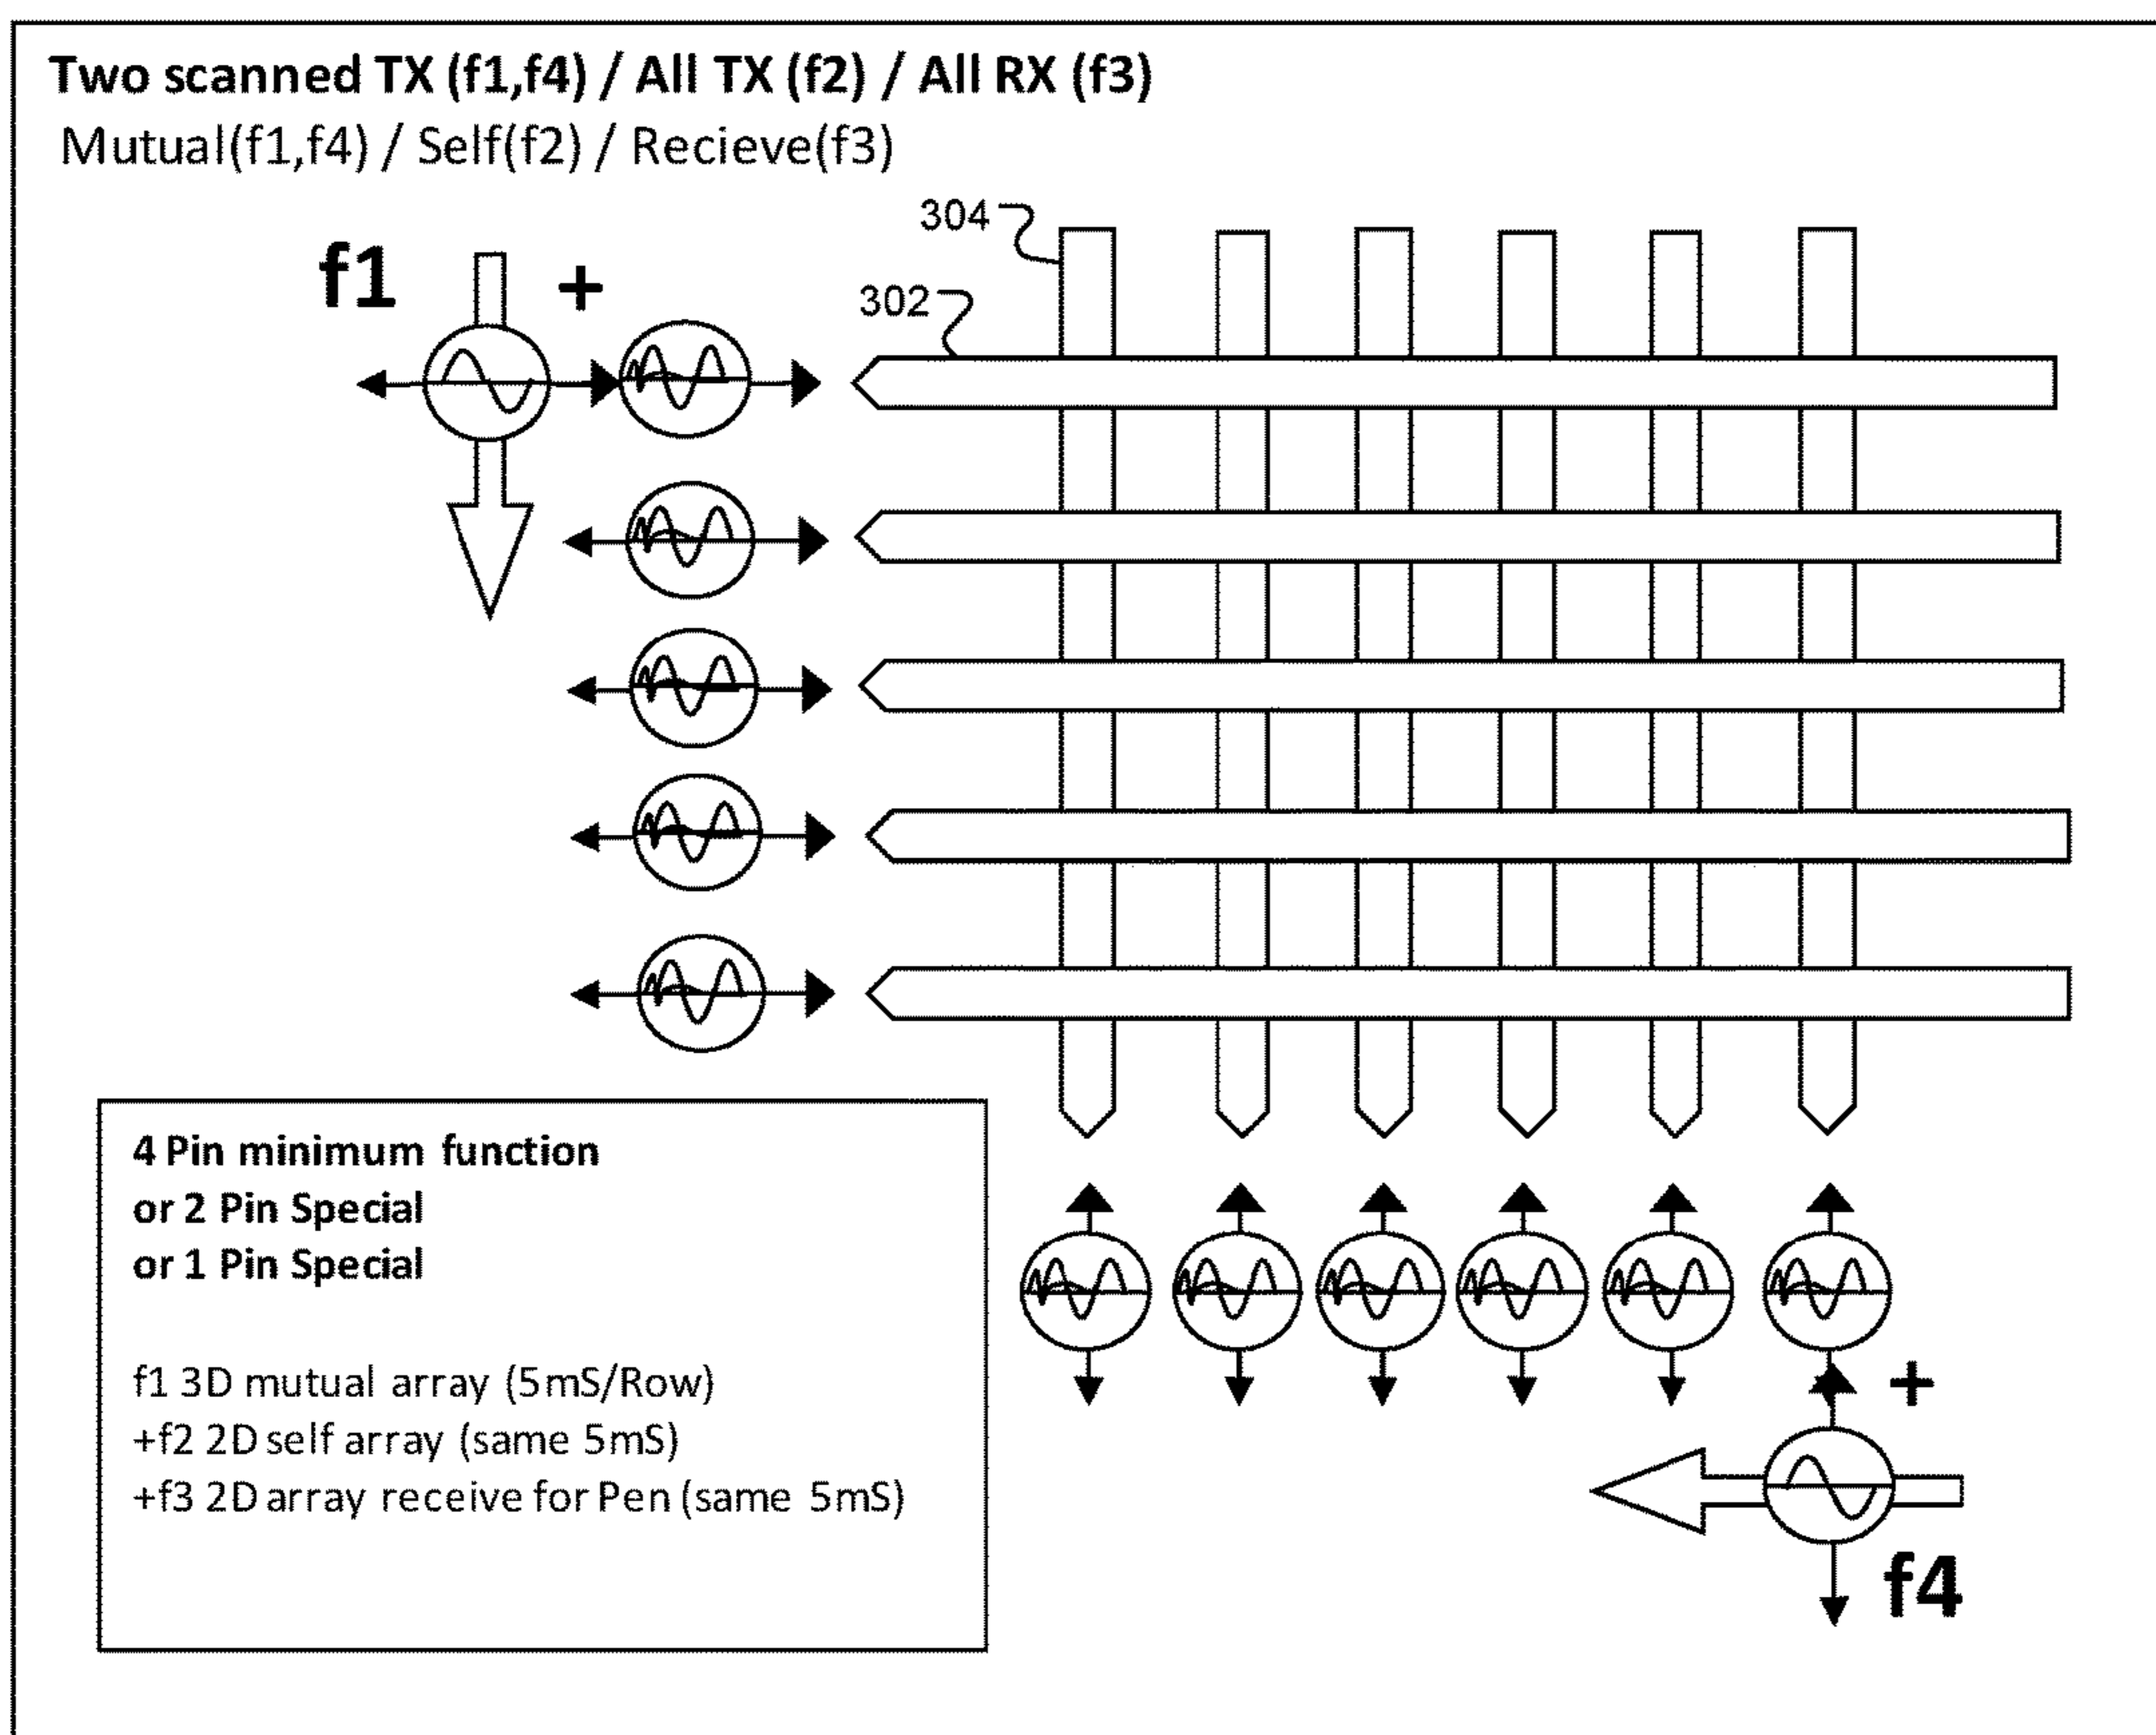 Two scanned TX (f1,f4) / All TX (f2) / All RX (f3)
Mutual(f1,f4) / Self(f2) / Recieve(f3)
304
f1
+
302
4 Pin minimum function
or 2 Pin Special
or 1 Pin Special
f1 3D mutual array (5mS/Row)
+f2 2D self array (same 5mS)
+f3 2D array receive for Pen (same 5mS)
+
f4